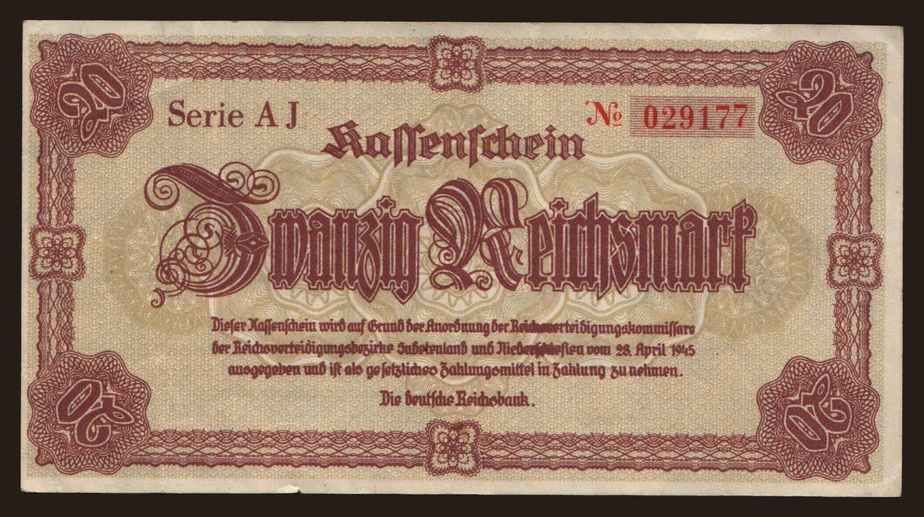 20
20
Serie AJ
№ 029177
Kassenschein
Zwanzig Reichsmark
Dieser Kassenschein wird auf Grund der Anordnung der Reichsverteidigungskommissare
der Reichsverteidigungsbezirke Sudetenland und Niederschlesien vom 28. April 1945
ausgegeben und ist als gesetzliches Zahlungsmittel in Zahlung zu nehmen.
Die deutsche Reichsbank.
20
20